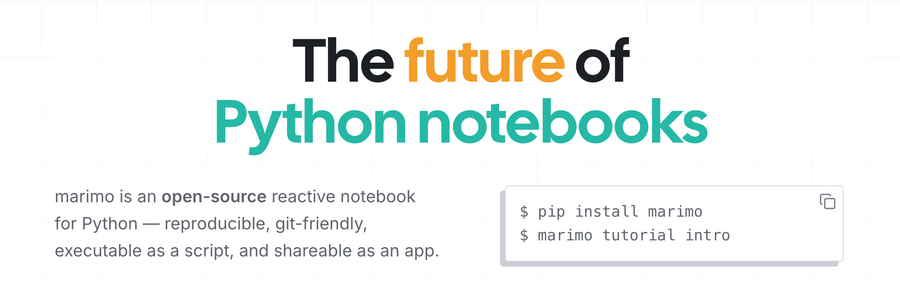 The future of
Python notebooks
marimo is an open-source reactive notebook
for Python — reproducible, git-friendly,
executable as a script, and shareable as an app.
$ pip install marimo
$ marimo tutorial intro